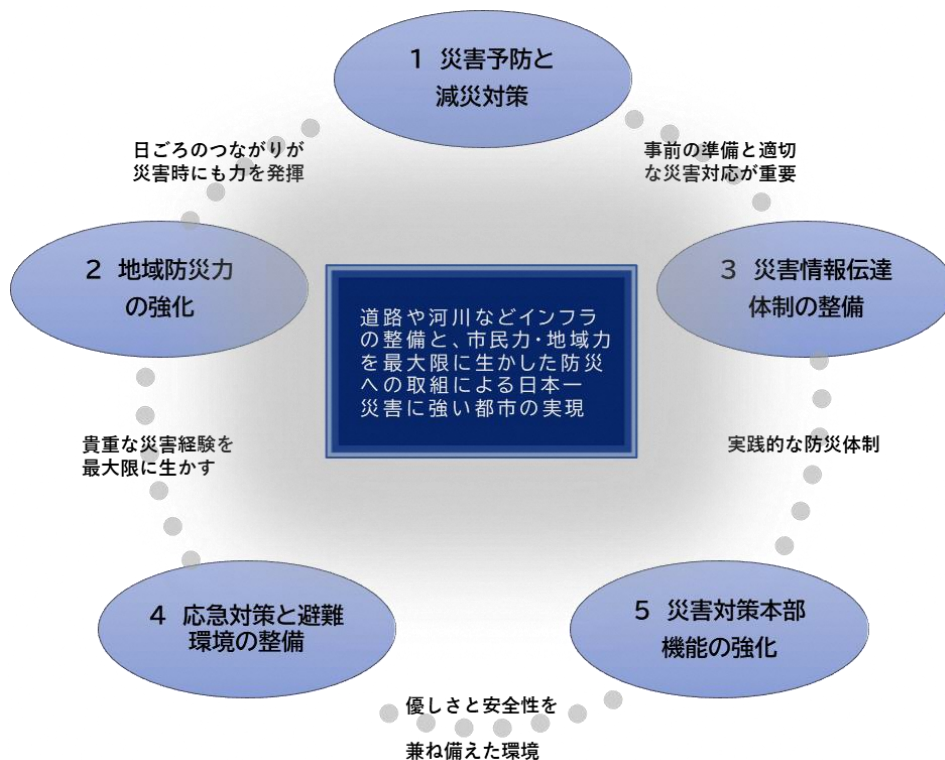 1 災害予防と
減災対策
日ごろのつながりが
災害時にも力を発揮
事前の準備と適切
な災害対応が重要
2 地域防災力
の強化
3 災害情報伝達
体制の整備
道路や河川などインフラ
の整備と、市民力・地域力
を最大限に生かした防災
への取組による日本一
災害に強い都市の実現
貴重な災害経験を
最大限に生かす
実践的な防災体制
4 応急対策と避難
環境の整備
5 災害対策本部
機能の強化
優しさと安全性を
兼ね備えた環境